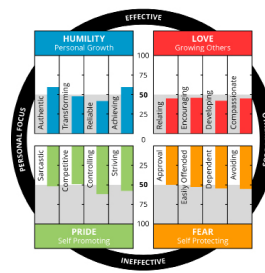 EFFECTIVE
HUMILITY
Personal Growth
LOVE
Growing Others
100
75
50
25
0
Authentic
Transforming
Reliable
Achieving
Relating
Encouraging
Developing
Compassionate
PERSONAL FOCUS
Sarcastic
Competitive
Controlling
Striving
Approval
Easily Offended
Dependent
Avoiding
25
50
75
100
PRIDE
Self Promoting
FEAR
Self Protecting
INEFFECTIVE